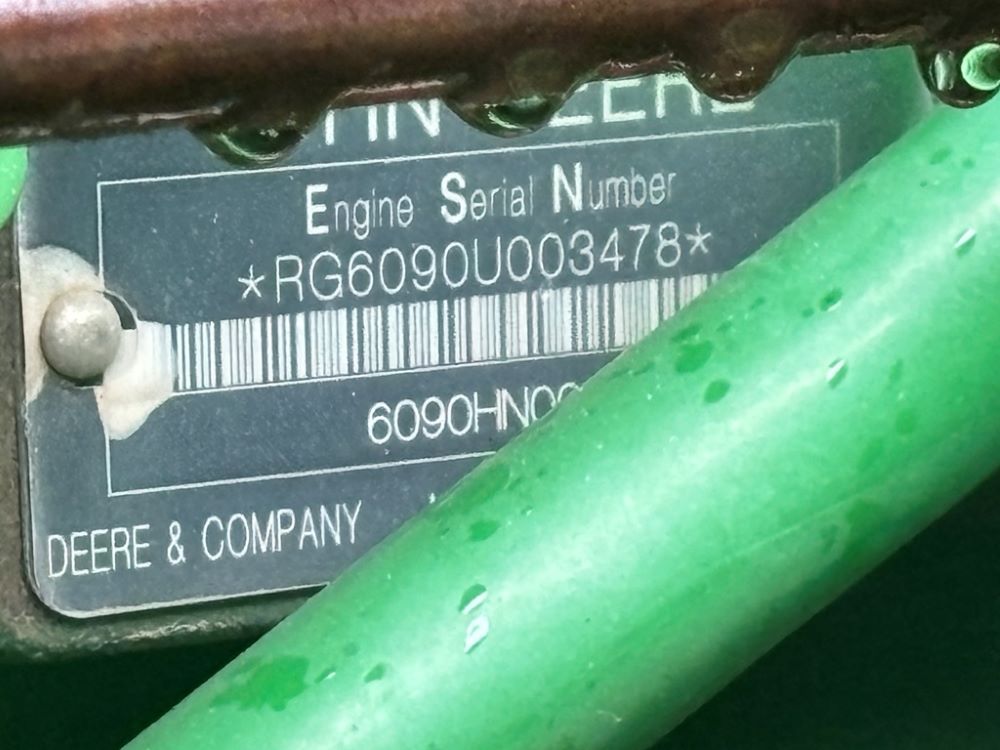 Engine Serial Number
*RG6090U003478*
DEERE & COMPANY